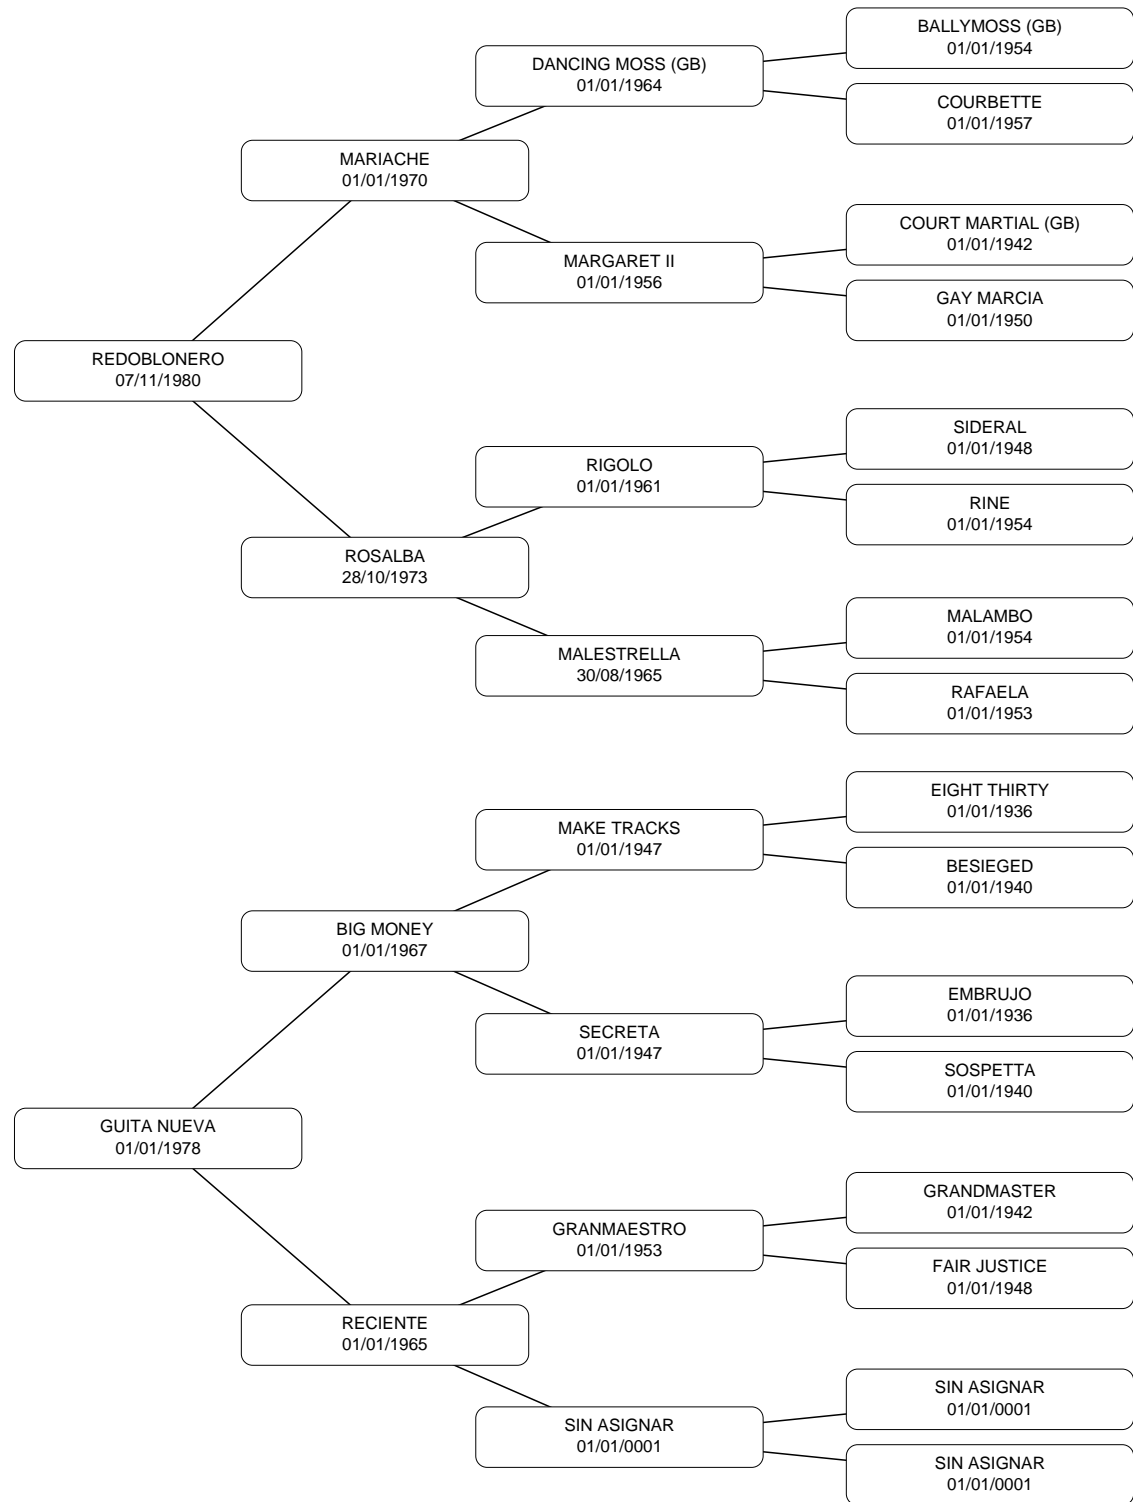 BALLYMOSS (GB)
01/01/1954
DANCING MOSS (GB)
01/01/1964
COURBETTE
01/01/1957
MARIACHE
01/01/1970
COURT MARTIAL (GB)
01/01/1942
MARGARET II
01/01/1956
GAY MARCIA
01/01/1950
REDOBLONERO
07/11/1980
SIDERAL
01/01/1948
RIGOLO
01/01/1961
RINE
01/01/1954
ROSALBA
28/10/1973
MALAMBO
01/01/1954
MALESTRELLA
30/08/1965
RAFAELA
01/01/1953
EIGHT THIRTY
01/01/1936
MAKE TRACKS
01/01/1947
BESIEGED
01/01/1940
BIG MONEY
01/01/1967
EMBRUJO
01/01/1936
SECRETA
01/01/1947
SOSPETTA
01/01/1940
GUITA NUEVA
01/01/1978
GRANDMASTER
01/01/1942
GRANMAESTRO
01/01/1953
FAIR JUSTICE
01/01/1948
RECIENTE
01/01/1965
SIN ASIGNAR
01/01/0001
SIN ASIGNAR
01/01/0001
SIN ASIGNAR
01/01/0001